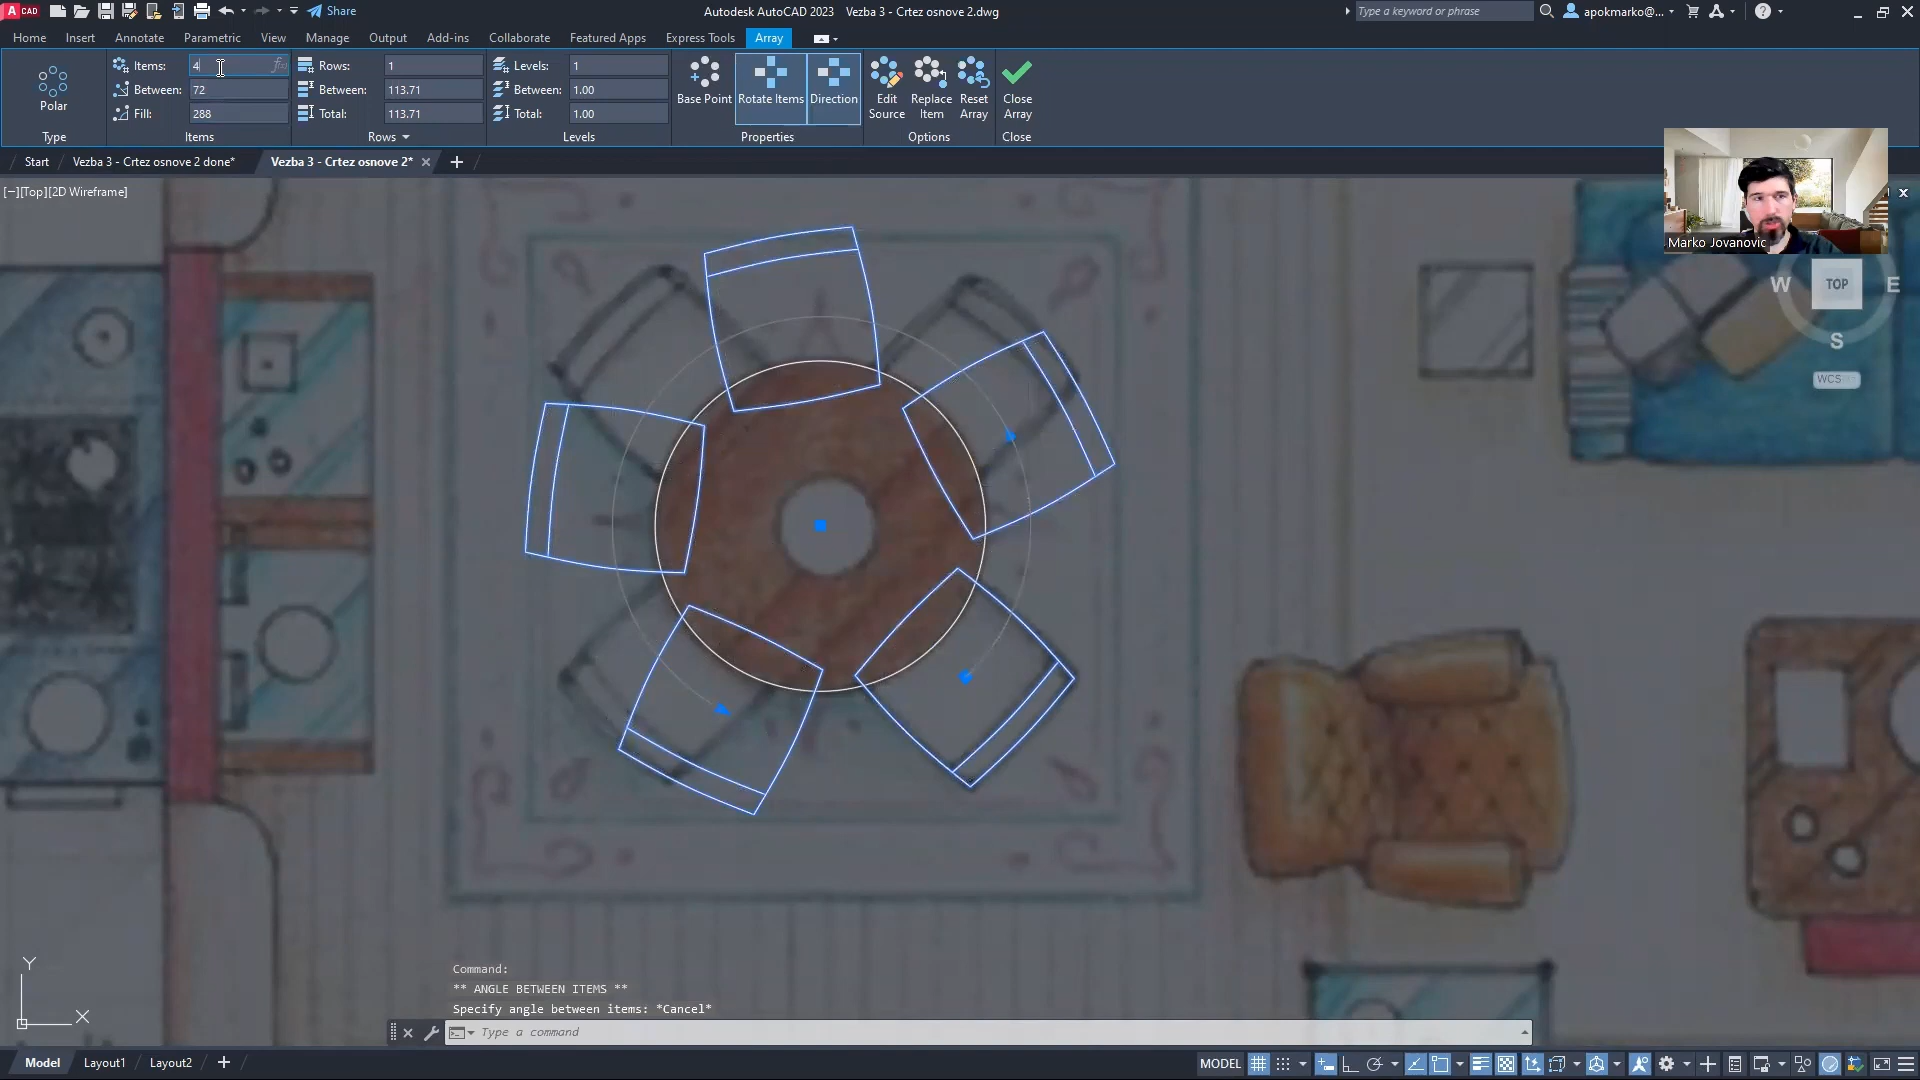 A CAD
Share
Autodesk AutoCAD 2023 Vezba 3 - Crtez osnove 2.dwg
Type a keyword or phrase
apokmarko@...
Home Insert Annotate Parametric View Manage Output Add-ins Collaborate Featured Apps Express Tools Array
Items: 4
Between: 72
Fill: 288
Items
Polar
Type
Rows: 1
Between: 113.71
Total: 113.71
Rows
Levels: 1
Between: 1.00
Total: 1.00
Levels
Base Point
Rotate Items
Direction
Properties
Edit Source
Replace Item
Reset Array
Options
Close Array
Close
Start
Vezba 3 - Crtez osnove 2 done*
Vezba 3 - Crtez osnove 2*
[−][Top][2D Wireframe]
Marko Jovanovic
W
TOP
E
S
WCS
Y
X
Command:
** ANGLE BETWEEN ITEMS **
Specify angle between items: *Cancel*
Type a command
Model
Layout1
Layout2
MODEL